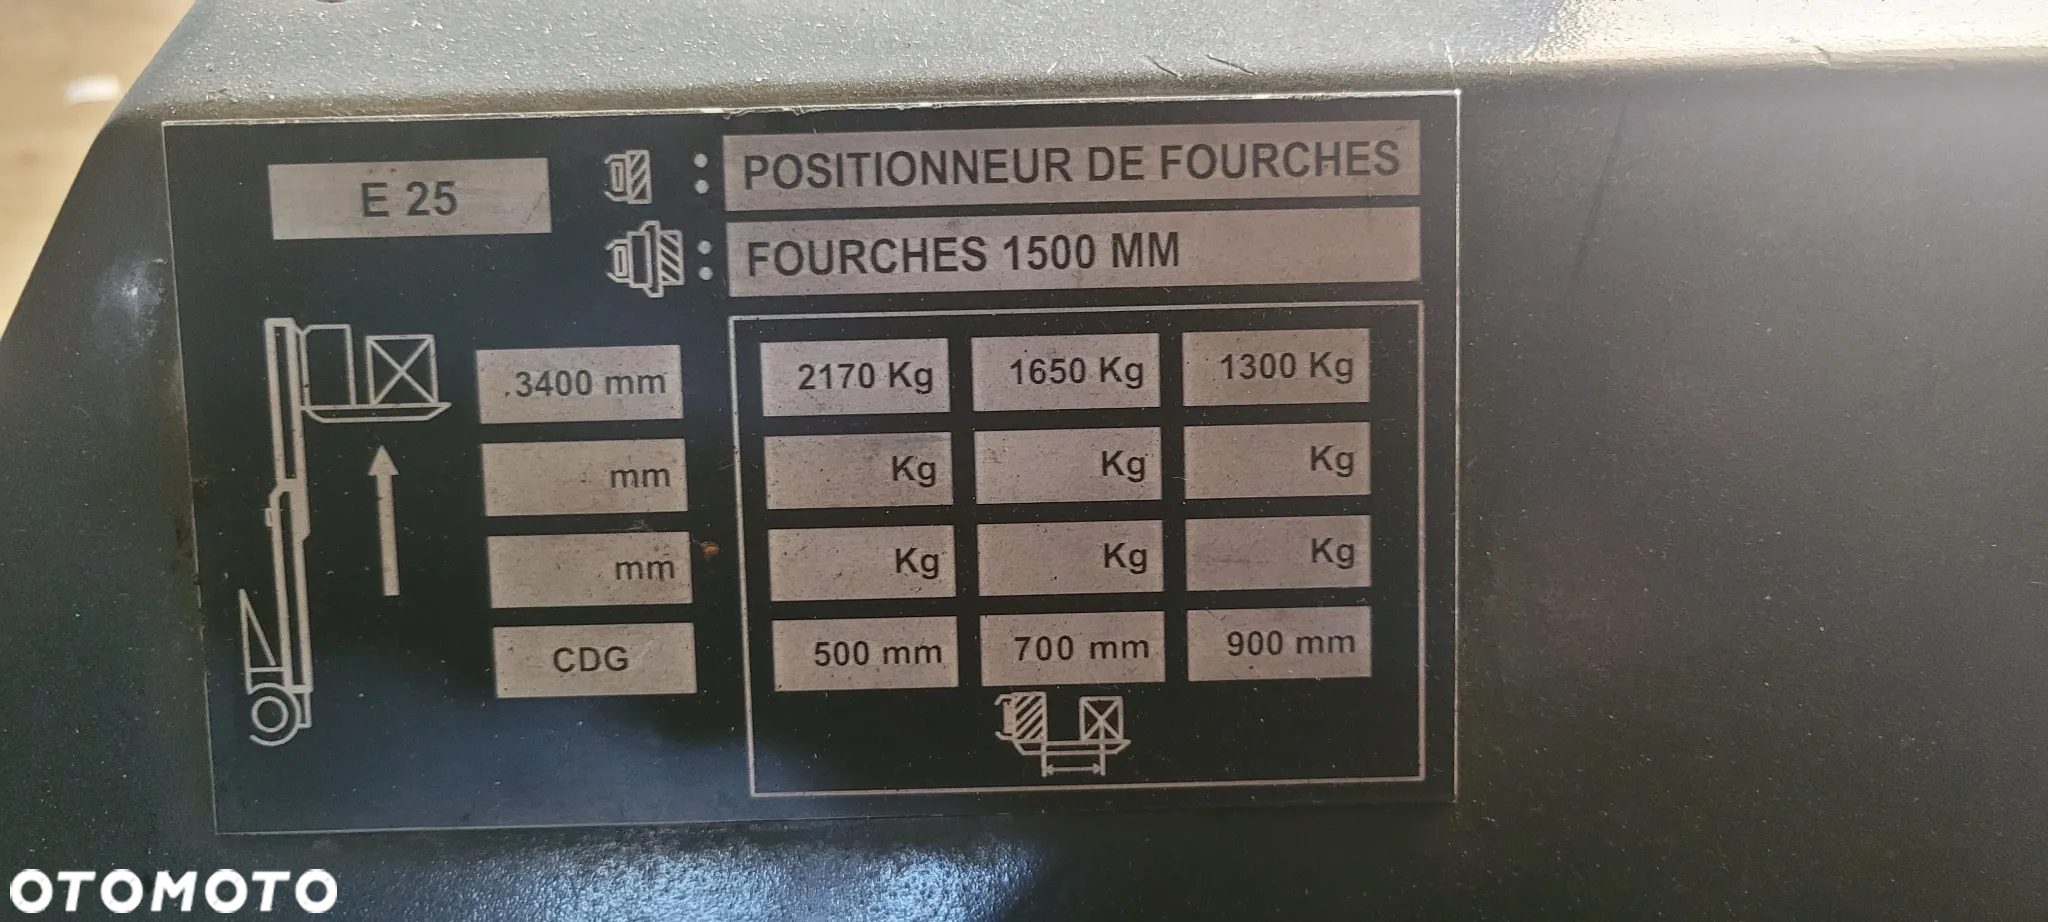 E 25
: POSITIONNEUR DE FOURCHES
: FOURCHES 1500 MM
3400 mm 2170 Kg 1650 Kg 1300 Kg
mm Kg Kg Kg
mm Kg Kg Kg
CDG 500 mm 700 mm 900 mm
OTOMOTO